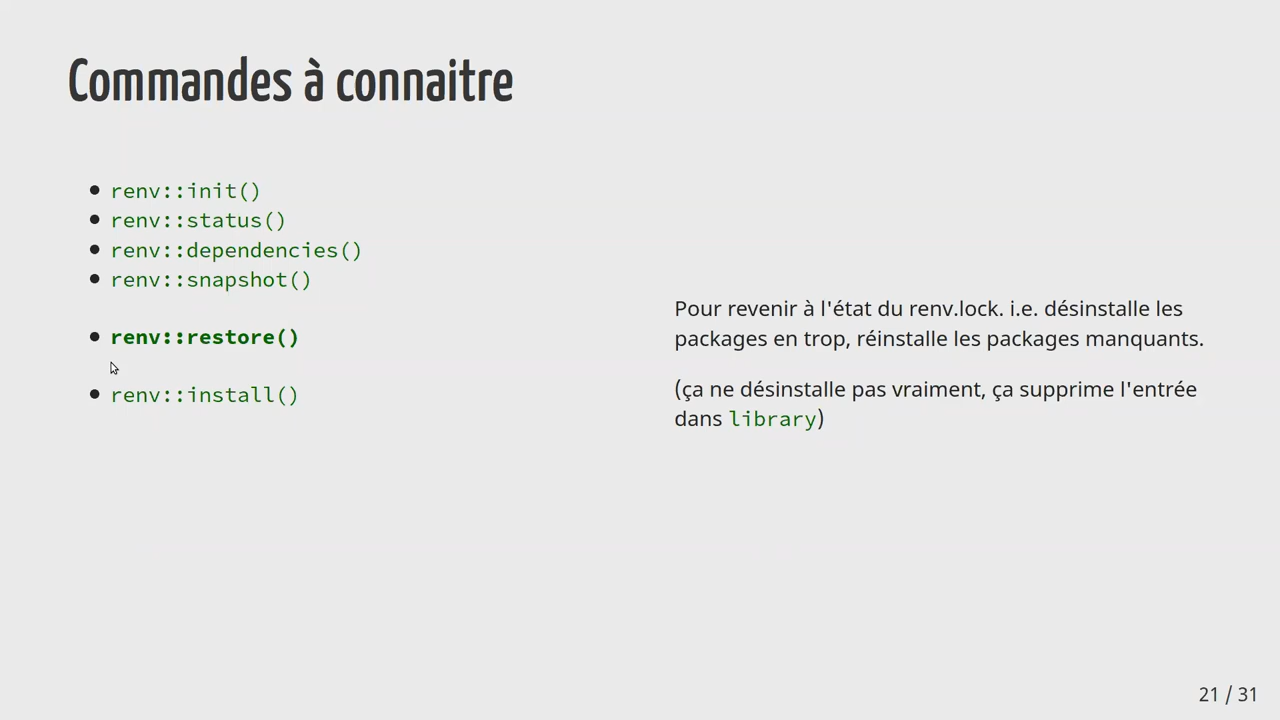 Commandes à connaitre
renv::init()
renv::status()
renv::dependencies()
renv::snapshot()
renv::restore()
renv::install()
Pour revenir à l'état du renv.lock. i.e. désinstalle les
packages en trop, réinstalle les packages manquants.
(ça ne désinstalle pas vraiment, ça supprime l'entrée
dans library)
21 / 31